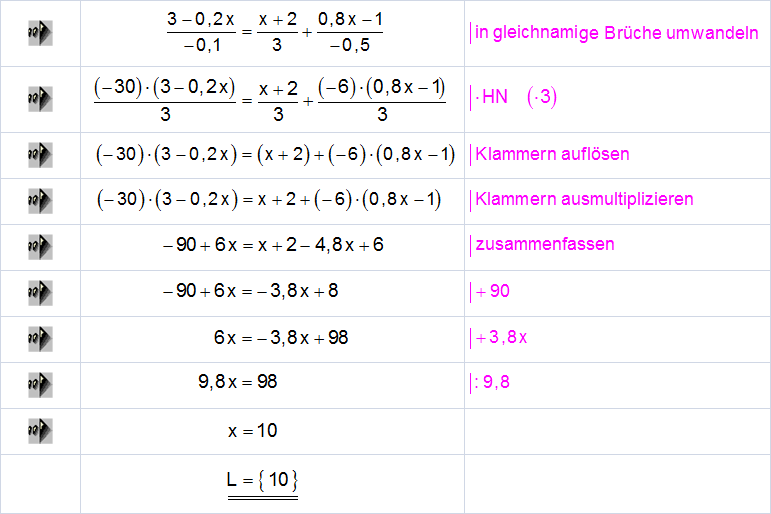 (3−0,2x)/(−0,1) = (x+2)/3 + (0,8x−1)/(−0,5) |in gleichnamige Brüche umwandeln
((−30)·(3−0,2x))/3 = (x+2)/3 + ((−6)·(0,8x−1))/3 |·HN (·3)
(−30)·(3−0,2x)=(x+2)+(−6)·(0,8x−1) |Klammern auflösen
(−30)·(3−0,2x)=x+2+(−6)·(0,8x−1) |Klammern ausmultiplizieren
−90+6x=x+2−4,8x+6 |zusammenfassen
−90+6x=−3,8x+8 |+90
6x=−3,8x+98 |+3,8x
9,8x=98 |:9,8
x=10
L={10}